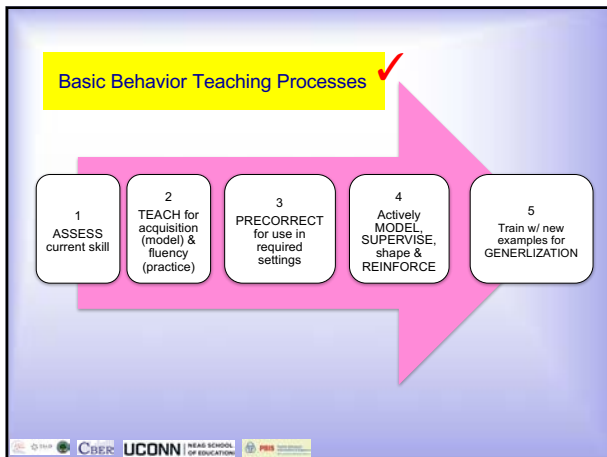 Basic Behavior Teaching Processes
1
ASSESS
current skill
2
TEACH for
acquisition
(model) &
fluency
(practice)
3
PRECORRECT
for use in
required
settings
4
Actively
MODEL,
SUPERVISE,
shape &
REINFORCE
5
Train w/ new
examples for
GENERLIZATION
CBER
UCONN
NEAG SCHOOL
OF EDUCATION
PBIS